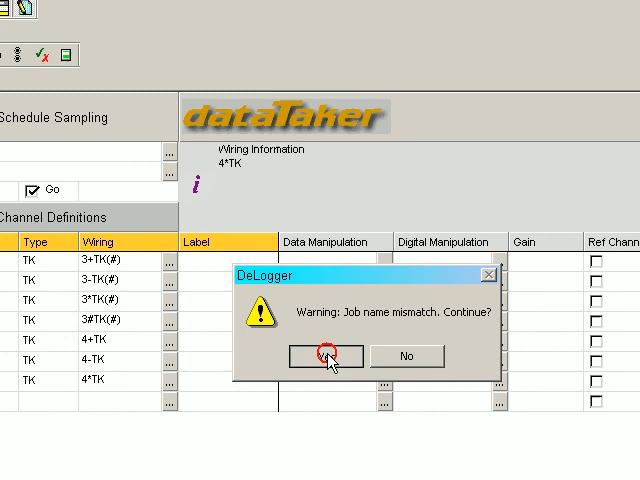 Schedule Sampling
dataTaker
Wiring Information
4*TK
i
...
...
Go
Channel Definitions
Type Wiring Label Data Manipulation Digital Manipulation Gain Ref Chann
TK 3+TK(#) ...
TK 3-TK(#) ...
TK 3*TK(#) ...
TK 3#TK(#) ...
TK 4+TK ...
TK 4-TK ...
TK 4*TK ... ... ...
... ... ...
DeLogger
Warning: Job name mismatch. Continue?
No